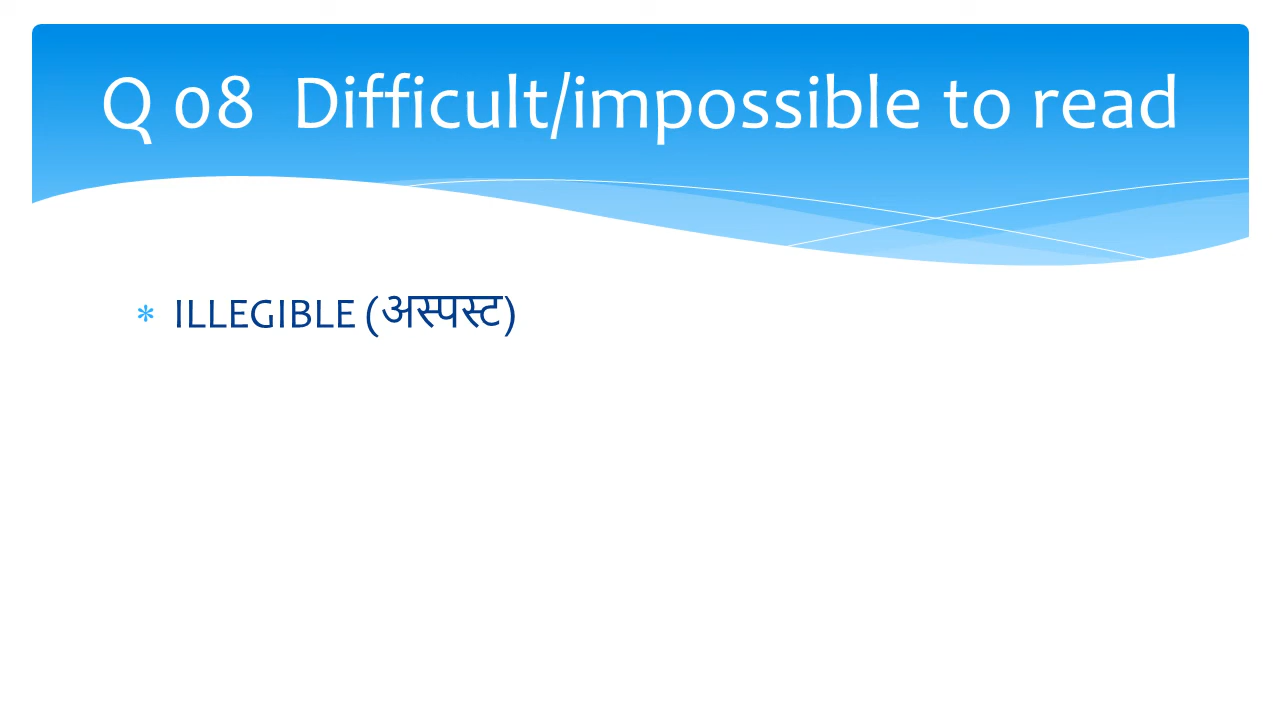 Q 08 Difficult/impossible to read
ILLEGIBLE (अस्पस्ट)